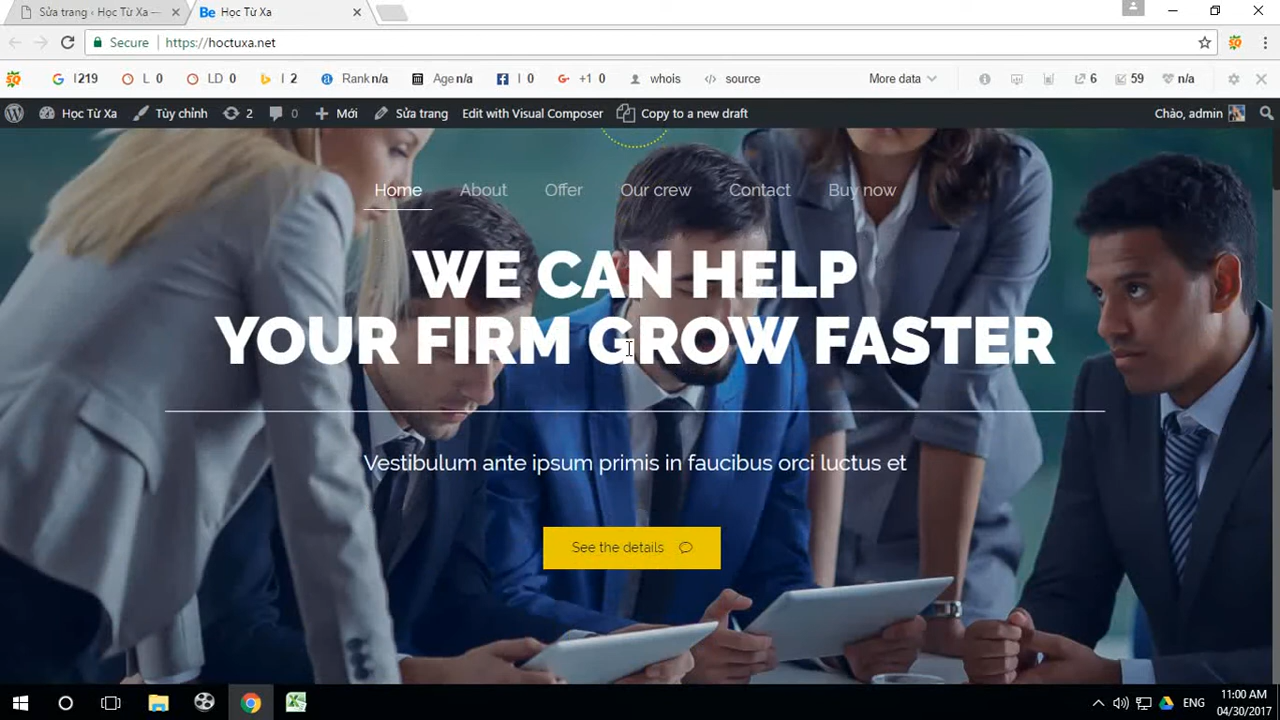 Sửa trang ‹ Học Từ Xa —
Be Học Từ Xa
Secure https://hoctuxa.net
SQ
I 219
L 0
LD 0
I 2
Rank n/a
Age n/a
I 0
+1 0
whois
source
More data
6
59
n/a
Học Từ Xa
Tùy chỉnh
2
0
Mới
Sửa trang
Edit with Visual Composer
Copy to a new draft
Chào, admin
Home About Offer Our crew Contact Buy now
WE CAN HELP
YOUR FIRM GROW FASTER
Vestibulum ante ipsum primis in faucibus orci luctus et
See the details
ENG
11:00 AM
04/30/2017